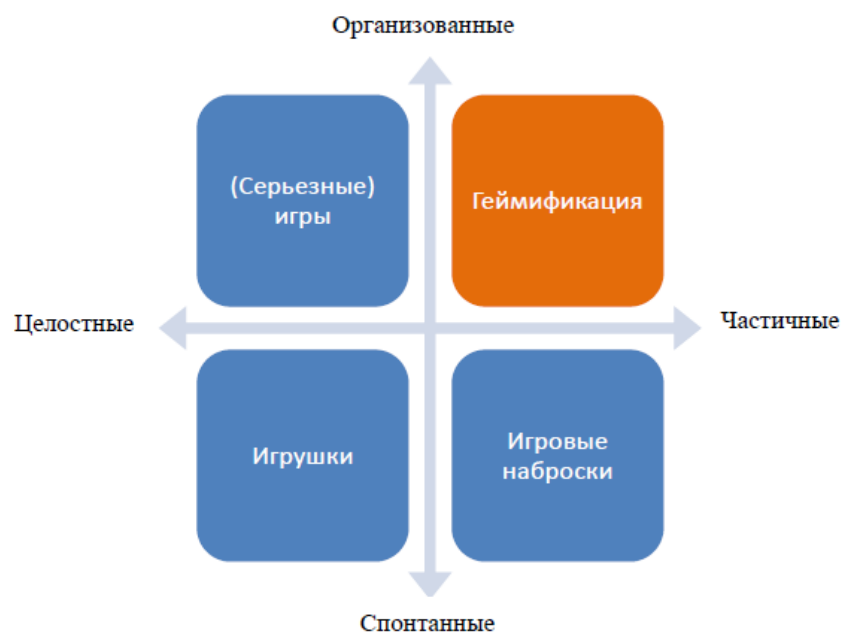 Организованные
(Серьезные)
игры
Геймификация
Целостные
Частичные
Игрушки
Игровые
наброски
Спонтанные